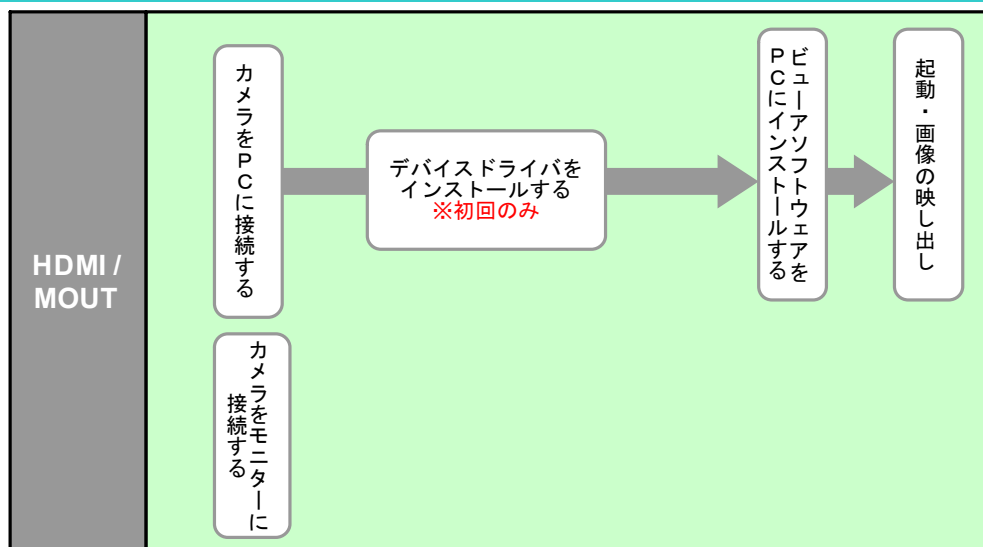 HDMI /
MOUT
カメラをPCに接続する
デバイスドライバを
インストールする
※初回のみ
ビューアソフトウェアを
PCにインストールする
起動・画像の映し出し
カメラをモニターに
接続する